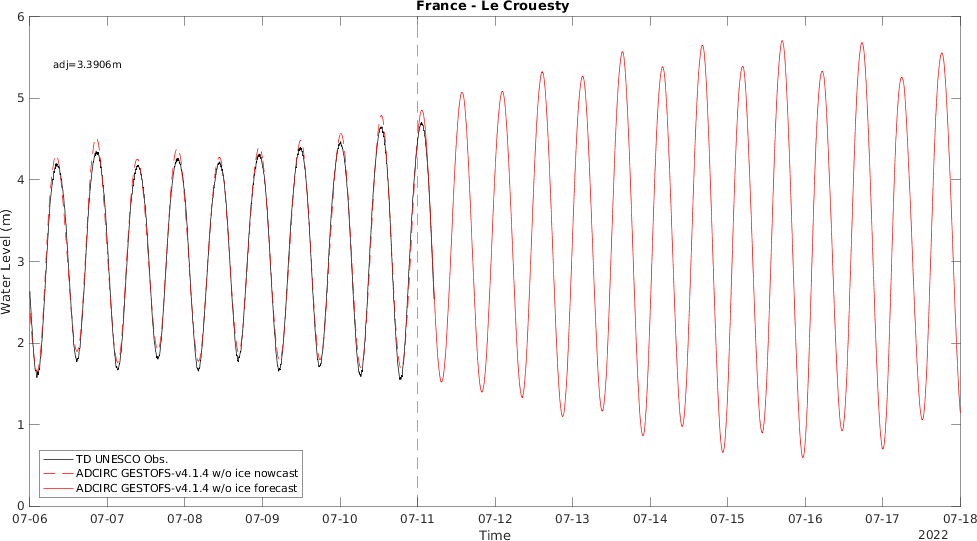 France - Le Crouesty
adj=3.3906m
Water Level (m)
6
5
4
3
2
1
0
TD UNESCO Obs.
ADCIRC GESTOFS-v4.1.4 w/o ice nowcast
ADCIRC GESTOFS-v4.1.4 w/o ice forecast
07-06 07-07 07-08 07-09 07-10 07-11 07-12 07-13 07-14 07-15 07-16 07-17 07-18
Time
2022